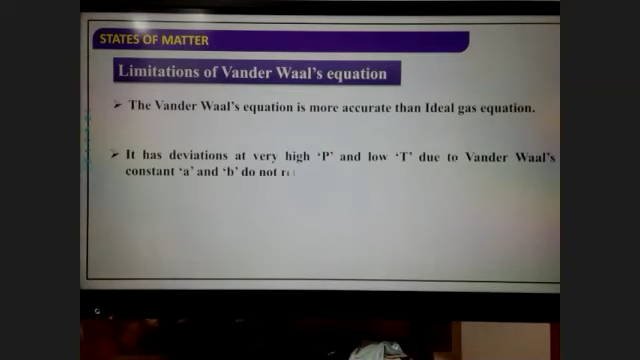 STATES OF MATTER
Limitations of Vander Waal's equation
➢ The Vander Waal's equation is more accurate than Ideal gas equation.
➢ It has deviations at very high 'P' and low 'T' due to Vander Waal's
constant 'a' and 'b' do not